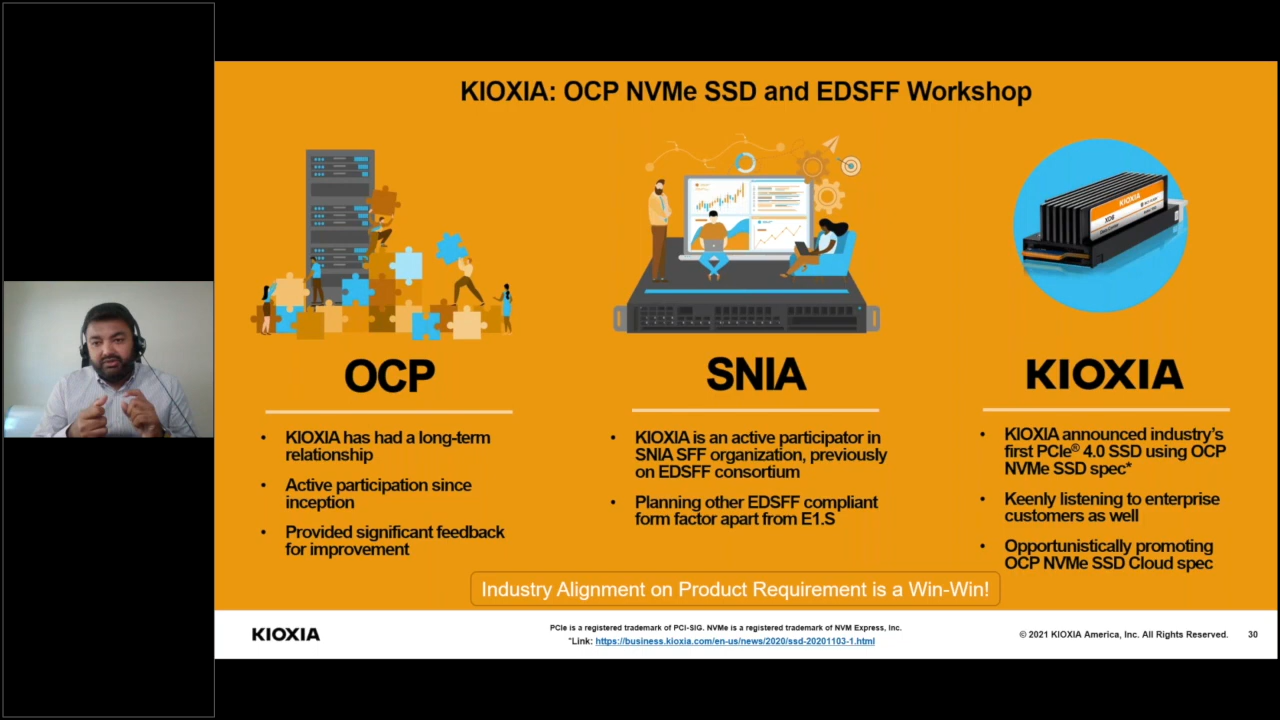 KIOXIA: OCP NVMe SSD and EDSFF Workshop
KIOXIA
XD6
OCP
• KIOXIA has had a long-term
relationship
• Active participation since
inception
• Provided significant feedback
for improvement
SNIA
• KIOXIA is an active participator in
SNIA SFF organization, previously
on EDSFF consortium
• Planning other EDSFF compliant
form factor apart from E1.S
KIOXIA
• KIOXIA announced industry's
first PCIe® 4.0 SSD using OCP
NVMe SSD spec*
• Keenly listening to enterprise
customers as well
• Opportunistically promoting
OCP NVMe SSD Cloud spec
Industry Alignment on Product Requirement is a Win-Win!
KIOXIA
PCIe is a registered trademark of PCI-SIG. NVMe is a registered trademark of NVM Express, Inc.
*Link: https://business.kioxia.com/en-us/news/2020/ssd-20201103-1.html
© 2021 KIOXIA America, Inc. All Rights Reserved. 30